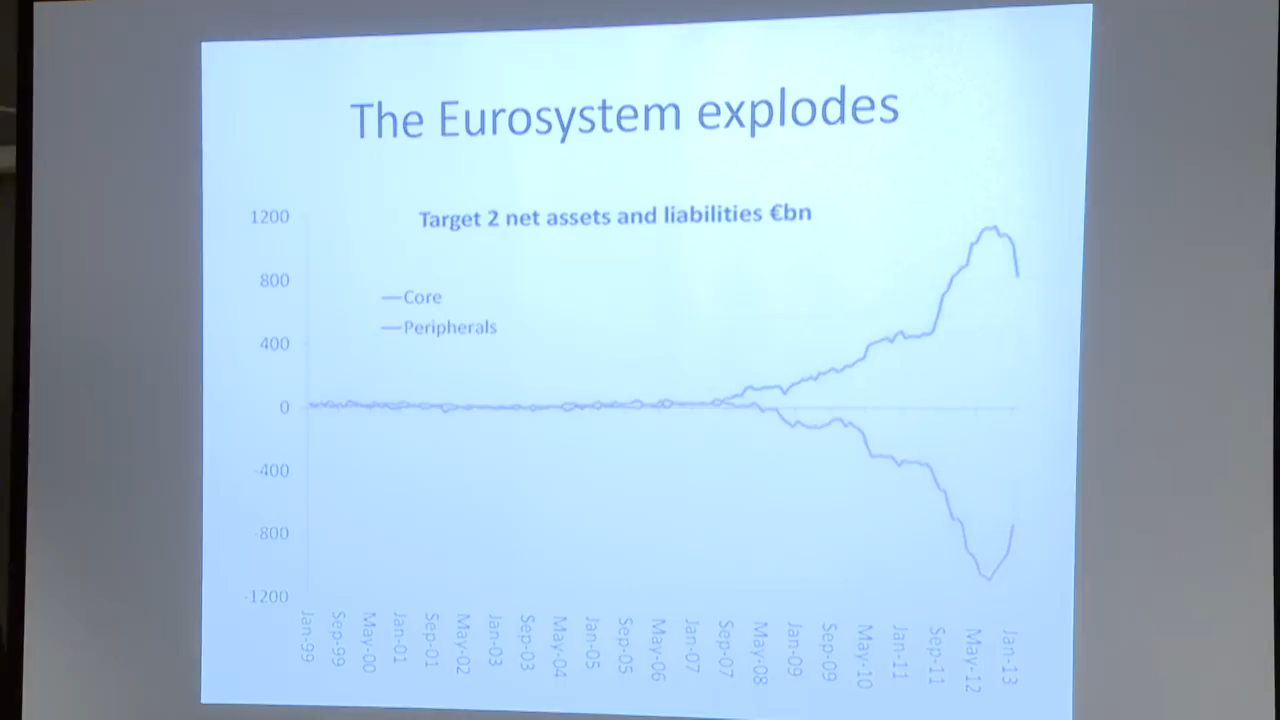 The Eurosystem explodes
Target 2 net assets and liabilities €bn
1200
800
400
0
-400
-800
-1200
Core
Peripherals
Jan-99
Sep-99
May-00
Jan-01
Sep-01
May-02
Jan-03
Sep-03
May-04
Jan-05
Sep-05
May-06
Jan-07
Sep-07
May-08
Jan-09
Sep-09
May-10
Jan-11
Sep-11
May-12
Jan-13